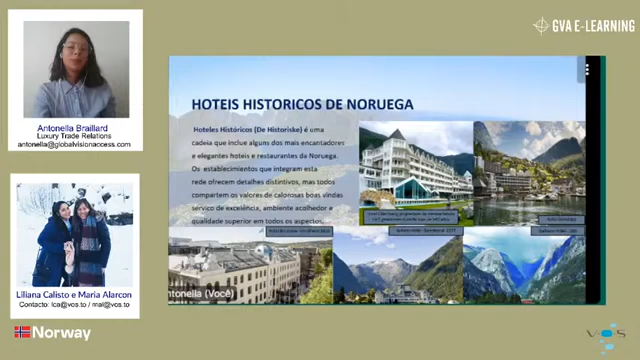 GVA E-LEARNING
Antonella Braillard
Luxury Trade Relations
antonella@globalvisionaccess.com
HOTEIS HISTORICOS DE NORUEGA
Hoteles Históricos (De Historiske) é uma
cadeia que inclue alguns dos mais encantadores
e elegantes hoteis e restaurantes da Noruega.
Os establecimentos que integram esta
rede ofrecem detalhes distintivos, mas todos
compartem os valores de calorosas boas vindas
serviço de excelência, ambiente acolhedor e
qualidade superior em todos os aspectos.
Antonella (Você)
Liliana Calisto e Maria Alarcon
Contacto: lca@vos.to / mal@vos.to
Norway
VOS